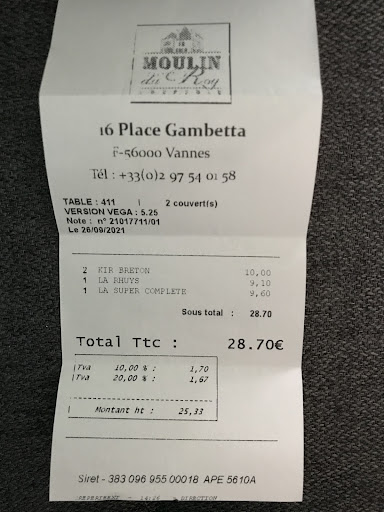 MOULIN
du Roy
CRÊPERIE
16 Place Gambetta
F-56000 Vannes
Tél : +33(0)2 97 54 01 58
TABLE : 411 | 2 couvert(s)
VERSION VEGA : 5.25
Note : n° 21017711/01
Le 26/09/2021
2 KIR BRETON 10,00
1 LA RHUYS 9,10
1 LA SUPER COMPLETE 9,60
Sous total : 28.70
Total Ttc : 28.70€
|Tva 10,00 % : 1,70
|Tva 20,00 % : 1,67
Montant ht : 25,33
Siret - 383 096 955 00018 APE 5610A
- 14:26 DIRECTION